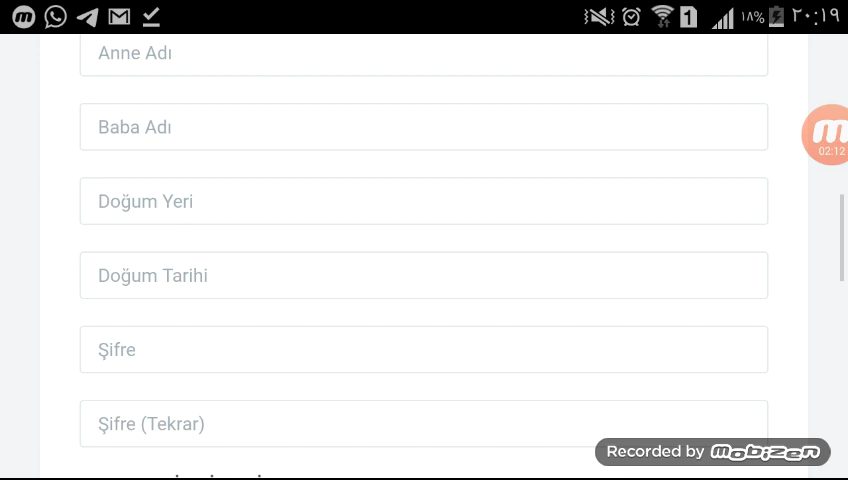 1
١٨%
٢٠:١٩
Anne Adı
Baba Adı
02:12
Doğum Yeri
Doğum Tarihi
Şifre
Şifre (Tekrar)
Recorded by mobizen